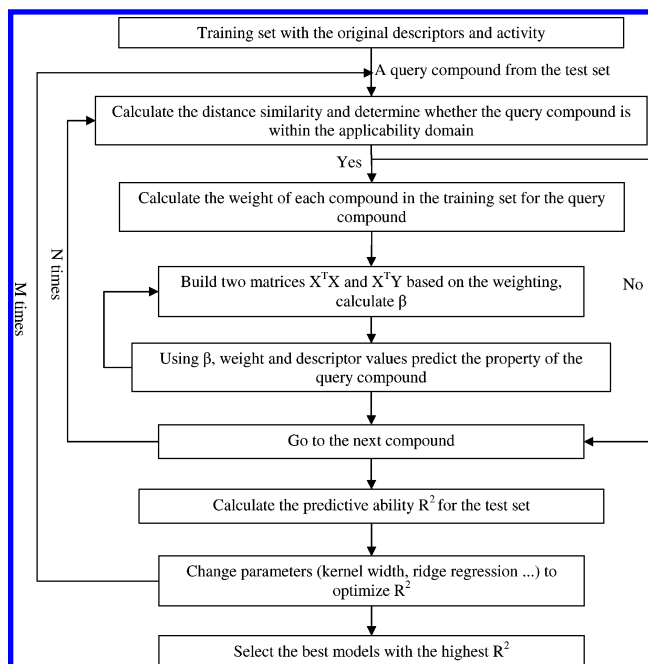 Training set with the original descriptors and activity
A query compound from the test set
Calculate the distance similarity and determine whether the query compound is
within the applicability domain
Yes
Calculate the weight of each compound in the training set for the query
compound
N times
M times
No
Build two matrices XᵀX and XᵀY based on the weighting,
calculate β
Using β, weight and descriptor values predict the property of the
query compound
Go to the next compound
Calculate the predictive ability R² for the test set
Change parameters (kernel width, ridge regression ...) to
optimize R²
Select the best models with the highest R²